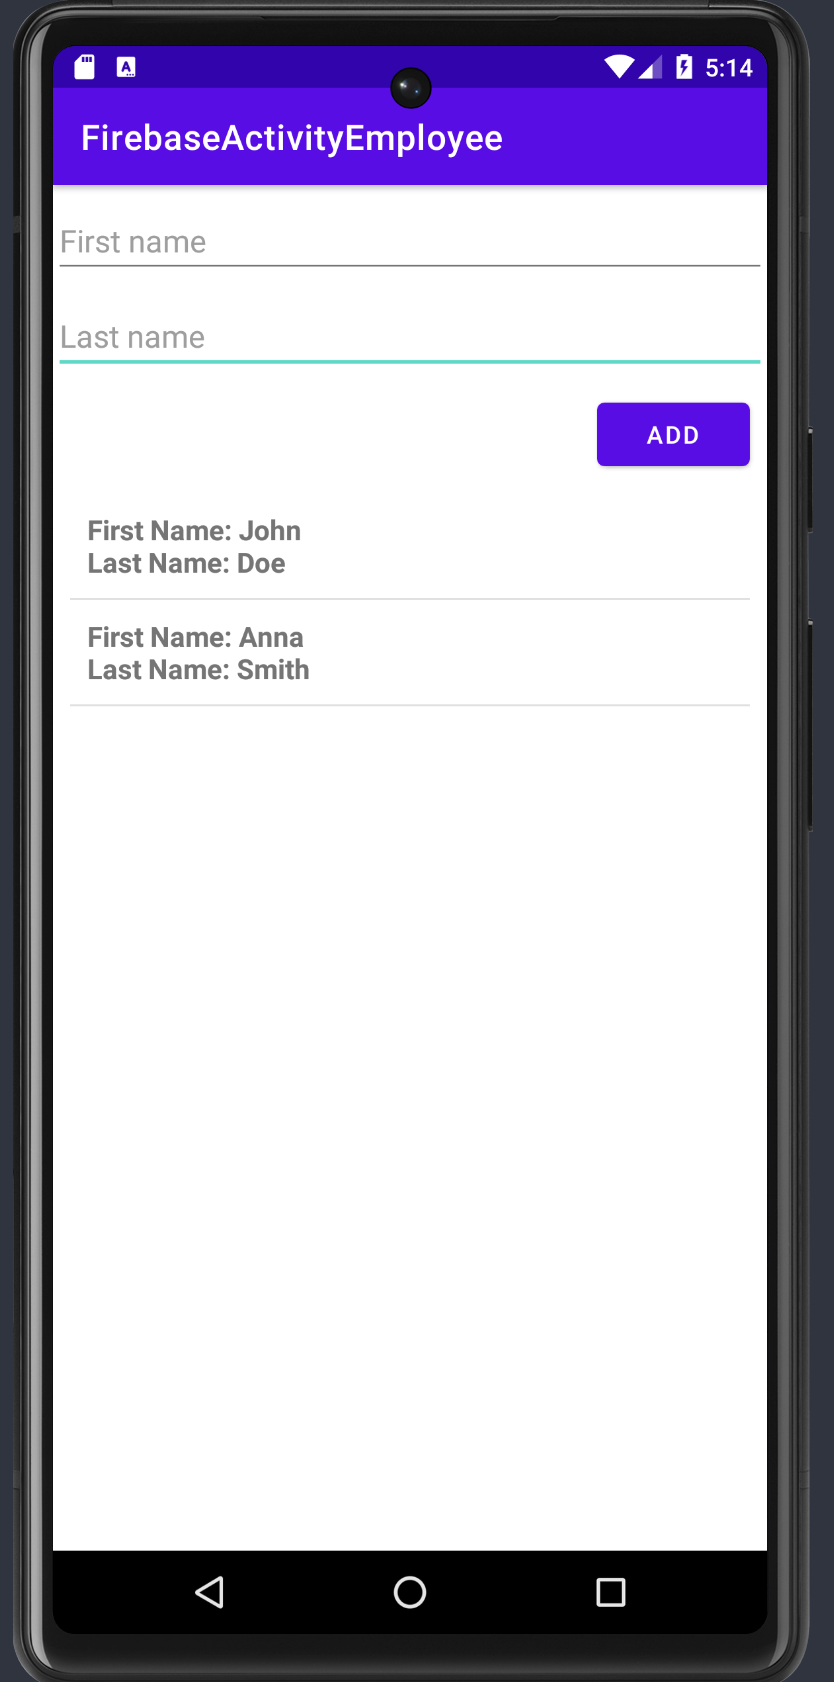 5:14
FirebaseActivityEmployee
First name
Last name
ADD
First Name: John
Last Name: Doe
First Name: Anna
Last Name: Smith